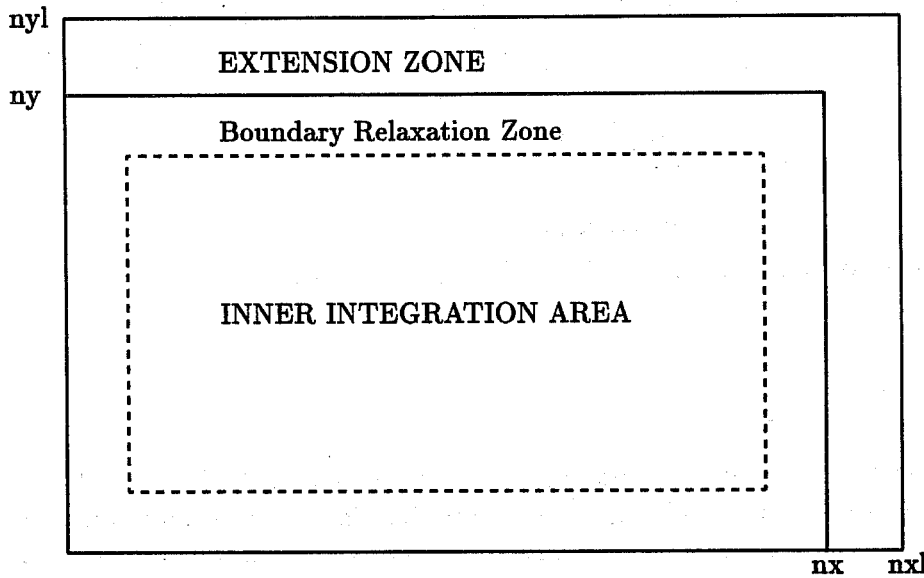 nyl
EXTENSION ZONE
ny
Boundary Relaxation Zone
INNER INTEGRATION AREA
nx nxl